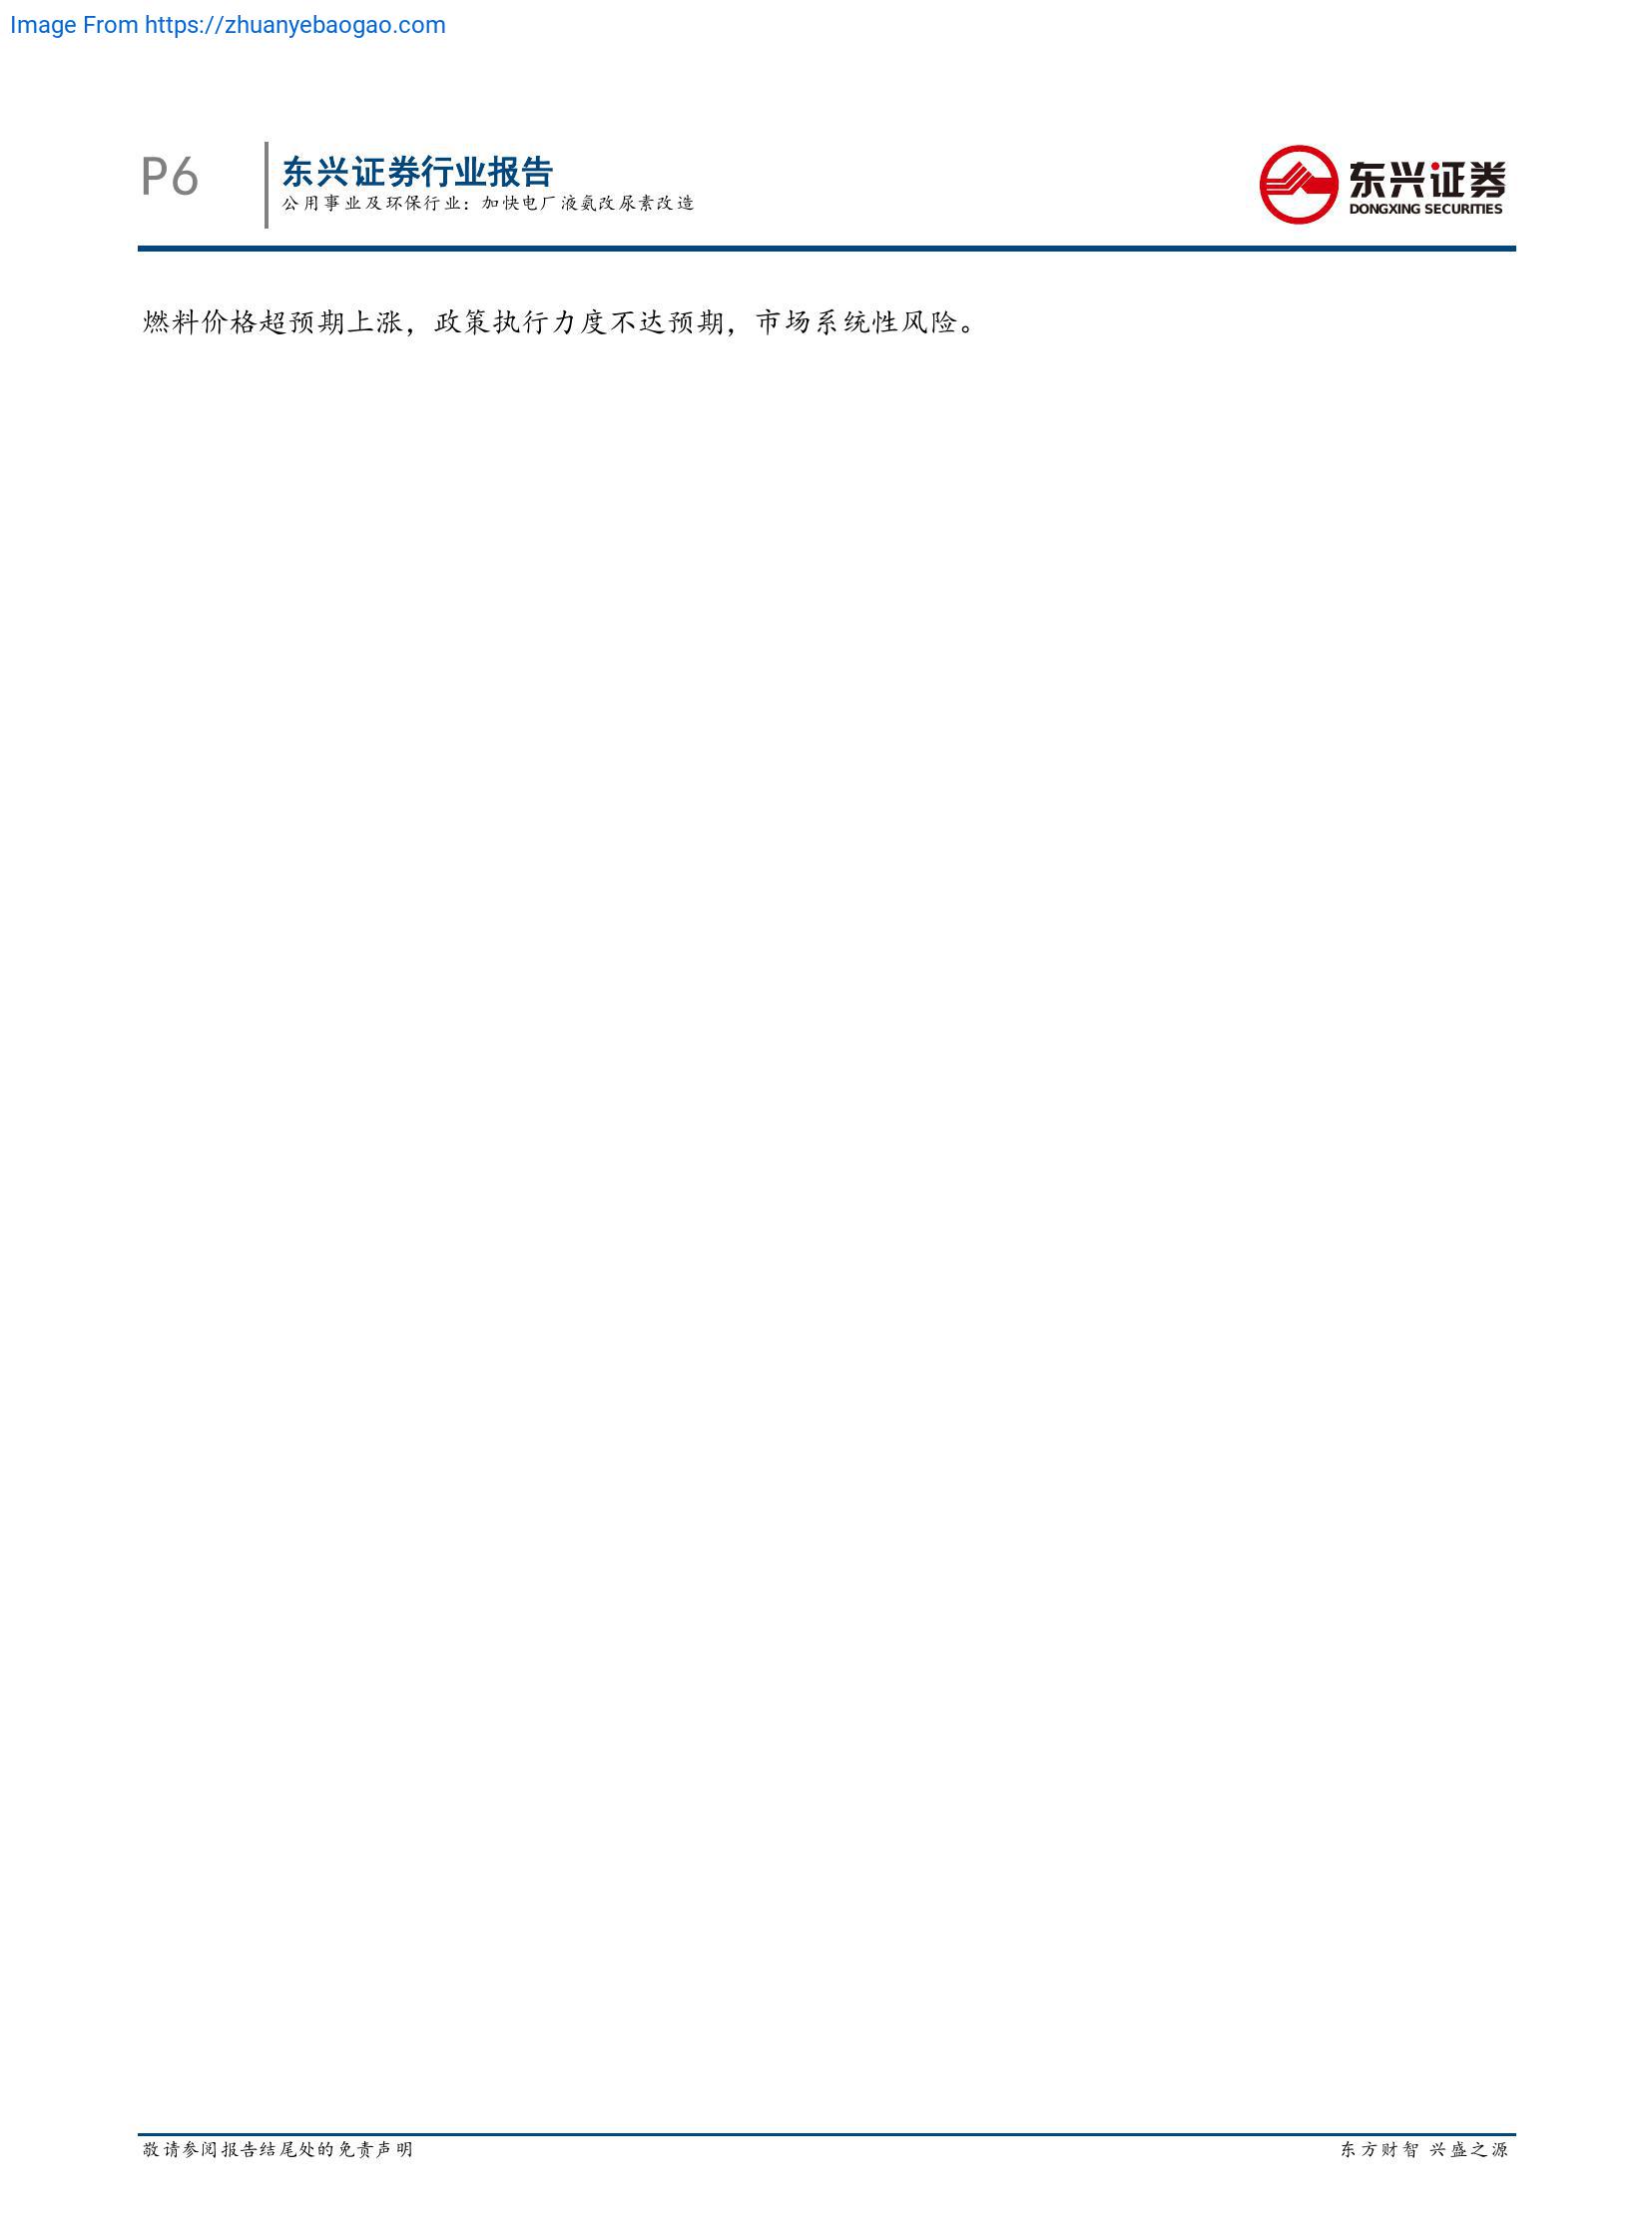 Image From https://zhuanyebaogao.com
P6
东兴证券行业报告
公用事业及环保行业：加快电厂液氨改尿素改造
东兴证券
DONGXING SECURITIES
燃料价格超预期上涨，政策执行力度不达预期，市场系统性风险。
敬请参阅报告结尾处的免责声明
东方财智 兴盛之源